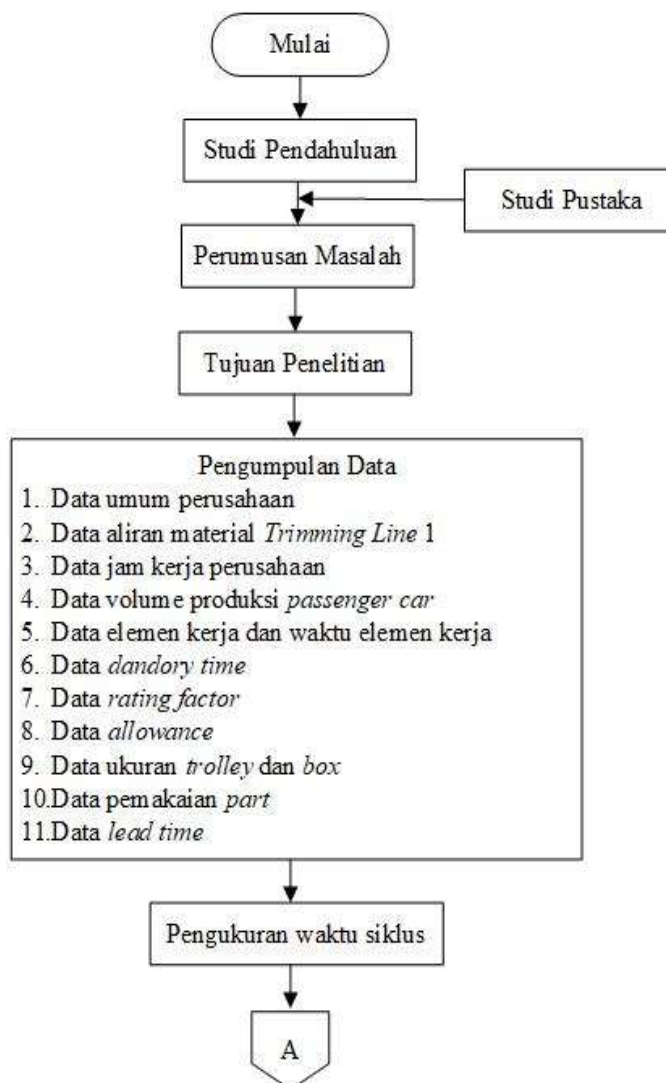 Mulai
Studi Pendahuluan
Studi Pustaka
Perumusan Masalah
Tujuan Penelitian
Pengumpulan Data
1. Data umum perusahaan
2. Data aliran material Trimming Line 1
3. Data jam kerja perusahaan
4. Data volume produksi passenger car
5. Data elemen kerja dan waktu elemen kerja
6. Data dandory time
7. Data rating factor
8. Data allowance
9. Data ukuran trolley dan box
10.Data pemakaian part
11.Data lead time
Pengukuran waktu siklus
A